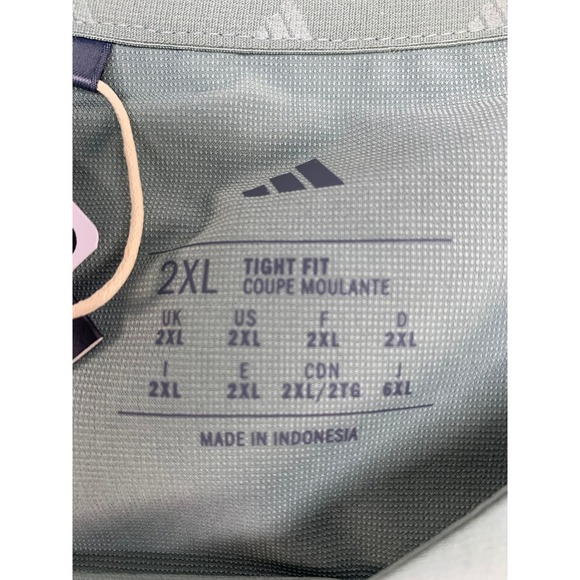 2XL TIGHT FIT
COUPE MOULANTE
UK US F D
2XL 2XL 2XL 2XL
I E CDN J
2XL 2XL 2XL/2TG 6XL
MADE IN INDONESIA